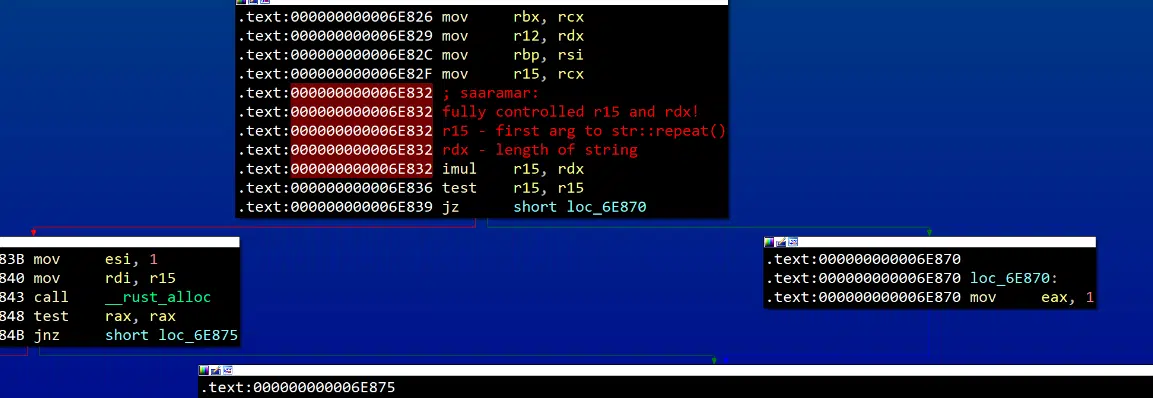 .text:000000000006E826 mov rbx, rcx
.text:000000000006E829 mov r12, rdx
.text:000000000006E82C mov rbp, rsi
.text:000000000006E82F mov r15, rcx
.text:000000000006E832 ; saaramar:
.text:000000000006E832 fully controlled r15 and rdx!
.text:000000000006E832 r15 - first arg to str::repeat()
.text:000000000006E832 rdx - length of string
.text:000000000006E832 imul r15, rdx
.text:000000000006E836 test r15, r15
.text:000000000006E839 jz short loc_6E870
83B mov esi, 1
840 mov rdi, r15
843 call __rust_alloc
848 test rax, rax
84B jnz short loc_6E875
.text:000000000006E870
.text:000000000006E870 loc_6E870:
.text:000000000006E870 mov eax, 1
.text:000000000006E875